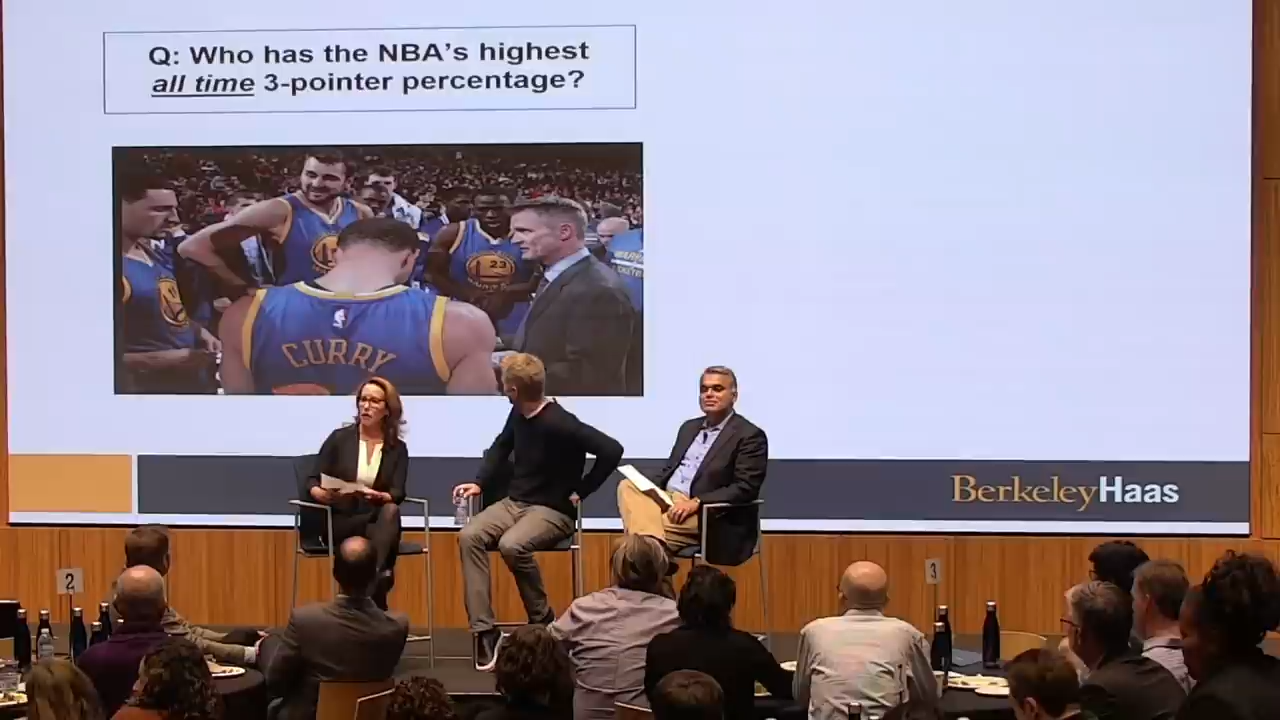 Q: Who has the NBA's highest
all time 3-pointer percentage?
23
CURRY
BerkeleyHaas
2
3